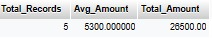 Total_Records Avg_Amount Total_Amount
5 5300.000000 26500.00